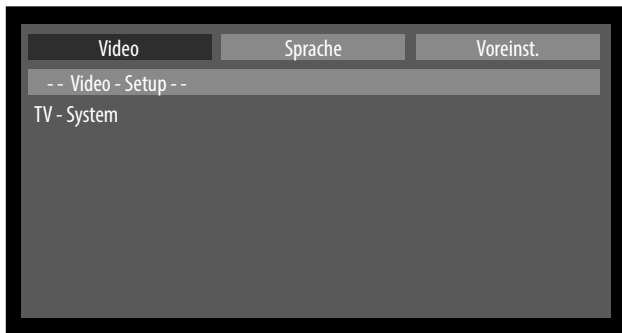 Video Sprache Voreinst.
-- Video - Setup --
TV - System